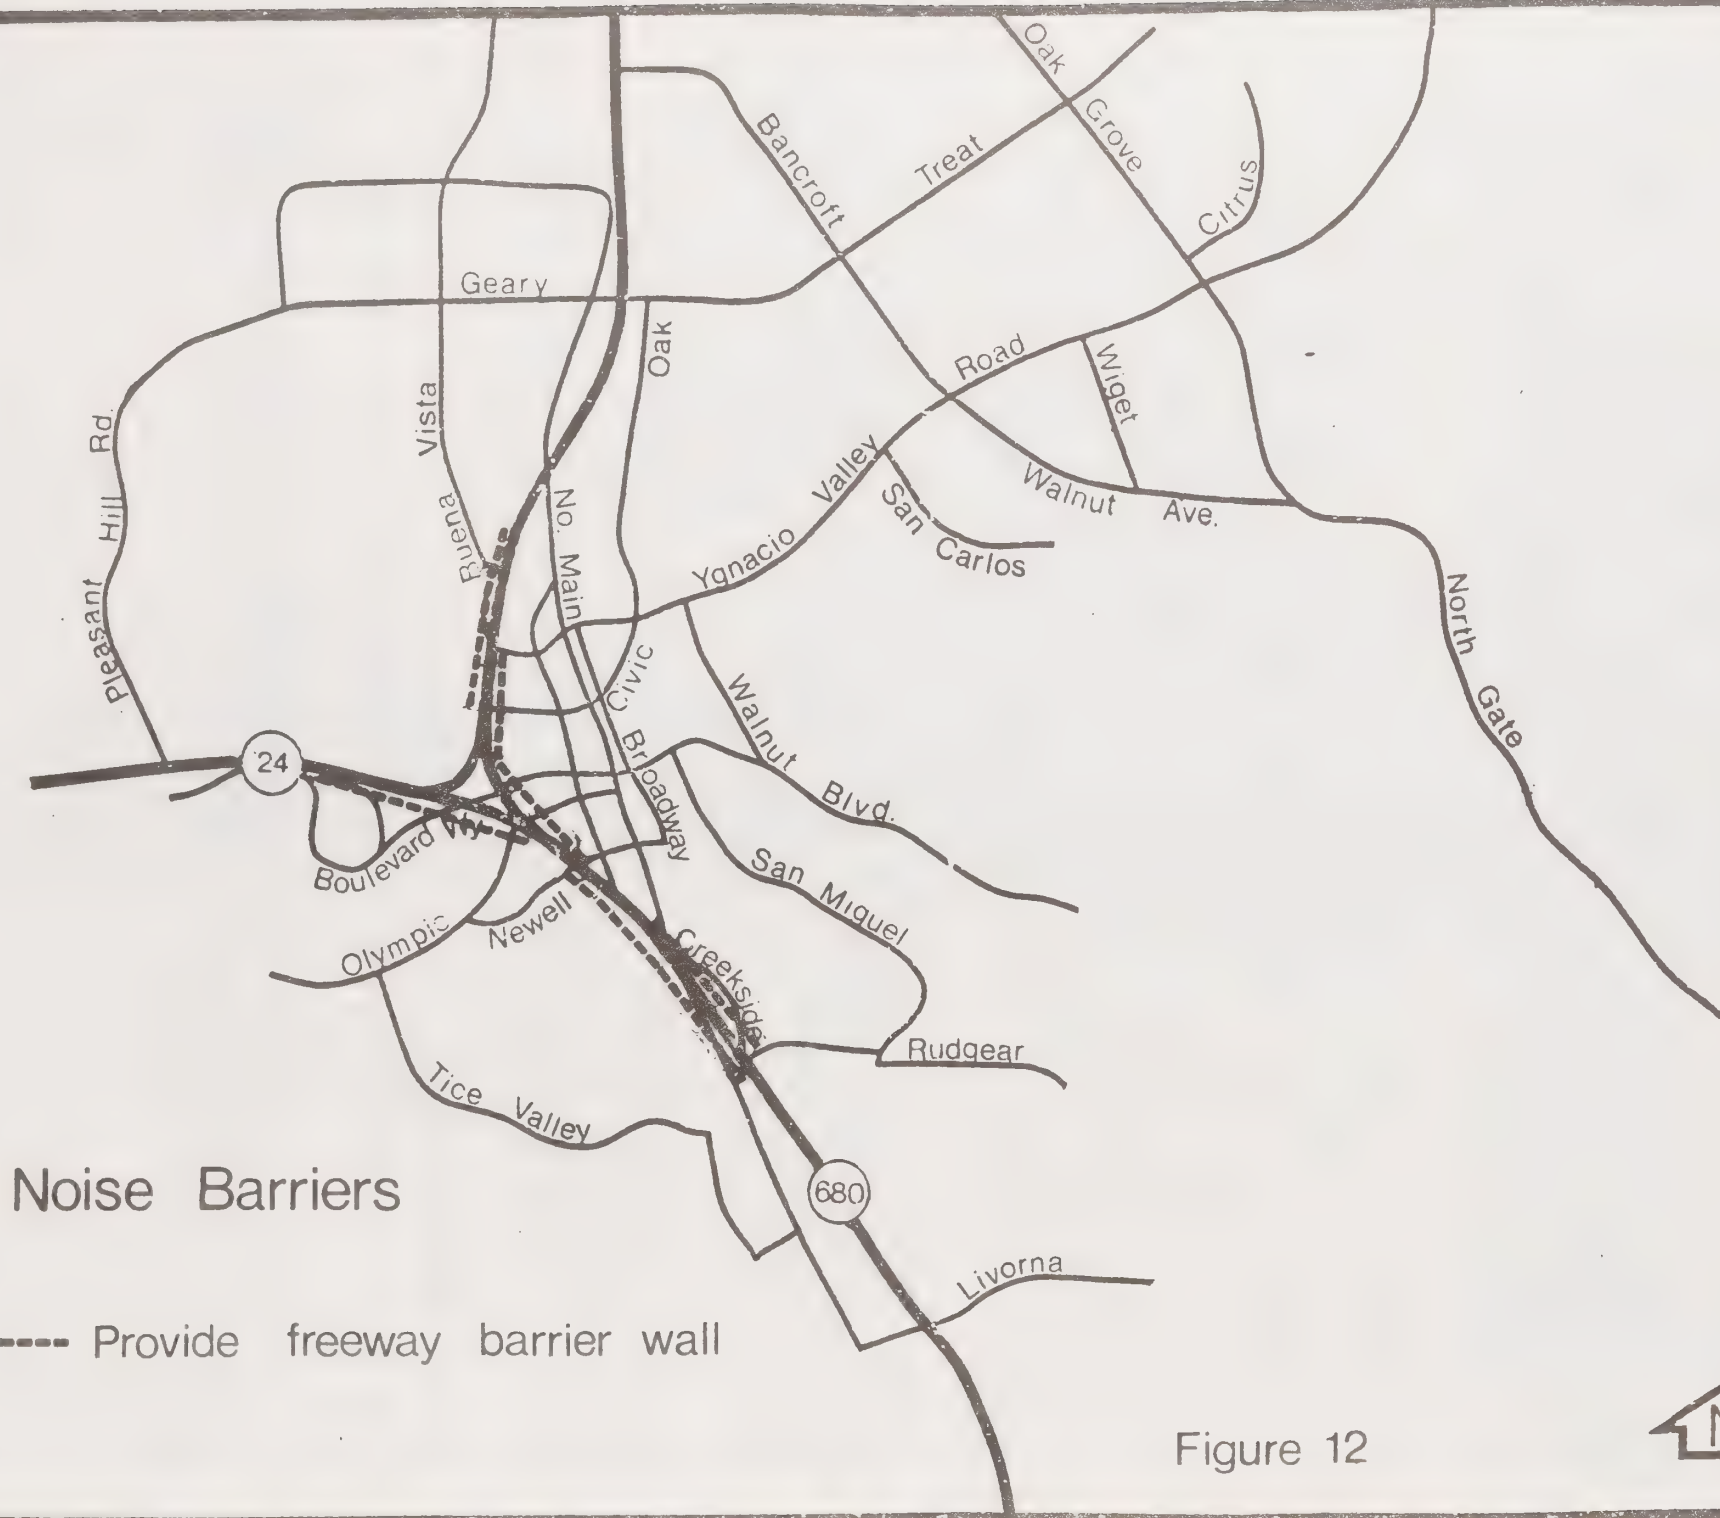 Oak Grove
Bancroft
Treat
Citrus
Geary
Oak
Vista
Buena
Road
Wiget
Pleasant Hill Rd.
No. Main
Valley
Ygnacio
San Carlos
Walnut Ave.
North Gate
Civic
Walnut Blvd.
Broadway
24
Boulevard Wy
San Miguel
Newell
Olympic
Creekside
Rudgear
Tice Valley
680
Livorna
Noise Barriers
Provide freeway barrier wall
Figure 12
N